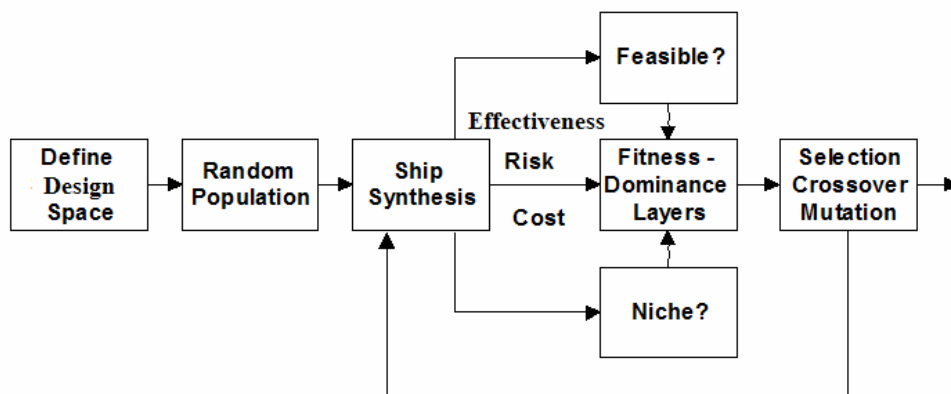 Feasible?
Effectiveness
Define
Design
Space
Random
Population
Ship
Synthesis
Risk
Cost
Fitness -
Dominance
Layers
Selection
Crossover
Mutation
Niche?